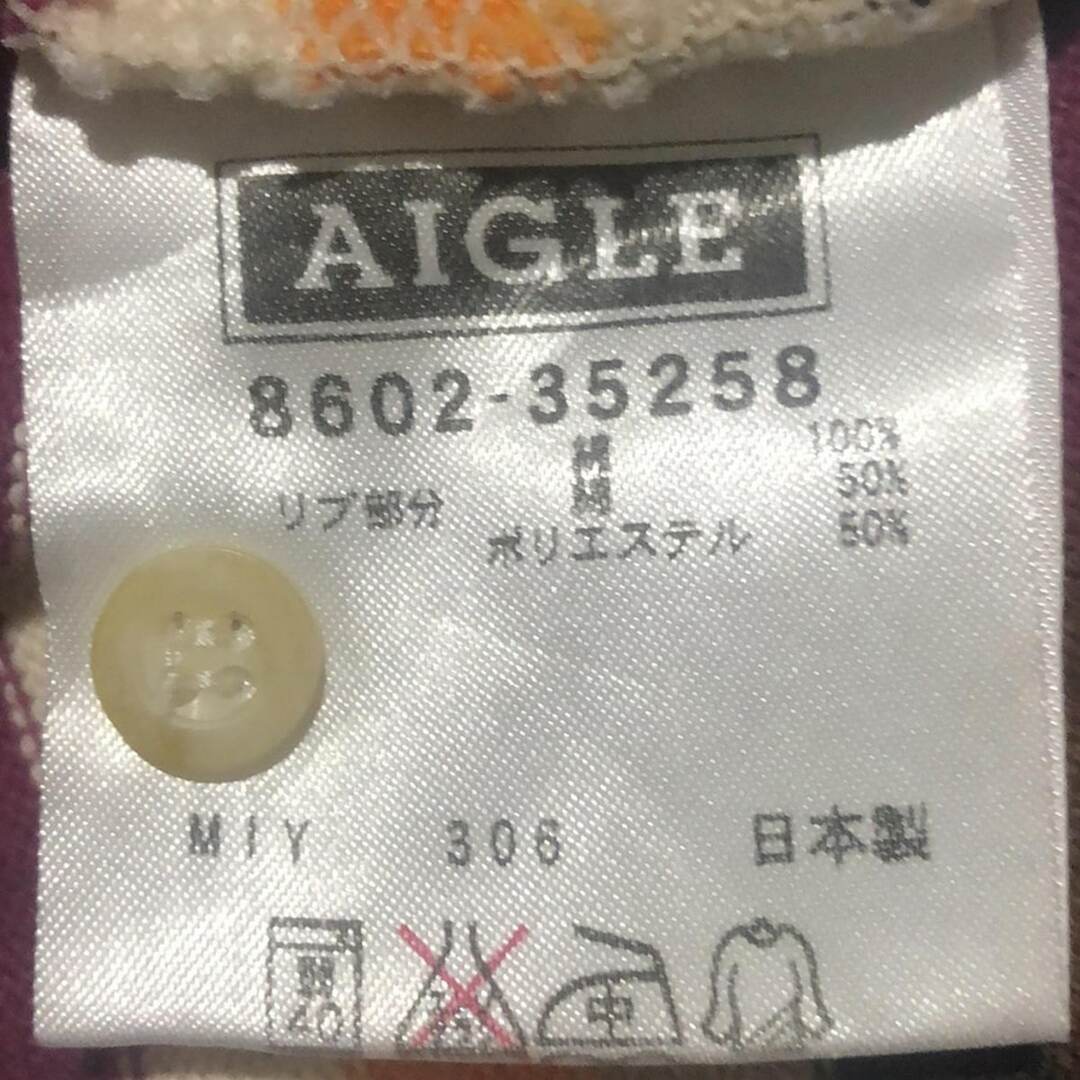 AIGLE
8602-35258
綿 100%
リブ部分 綿 50%
ポリエステル 50%
MIY 306 日本製
弱 40 中